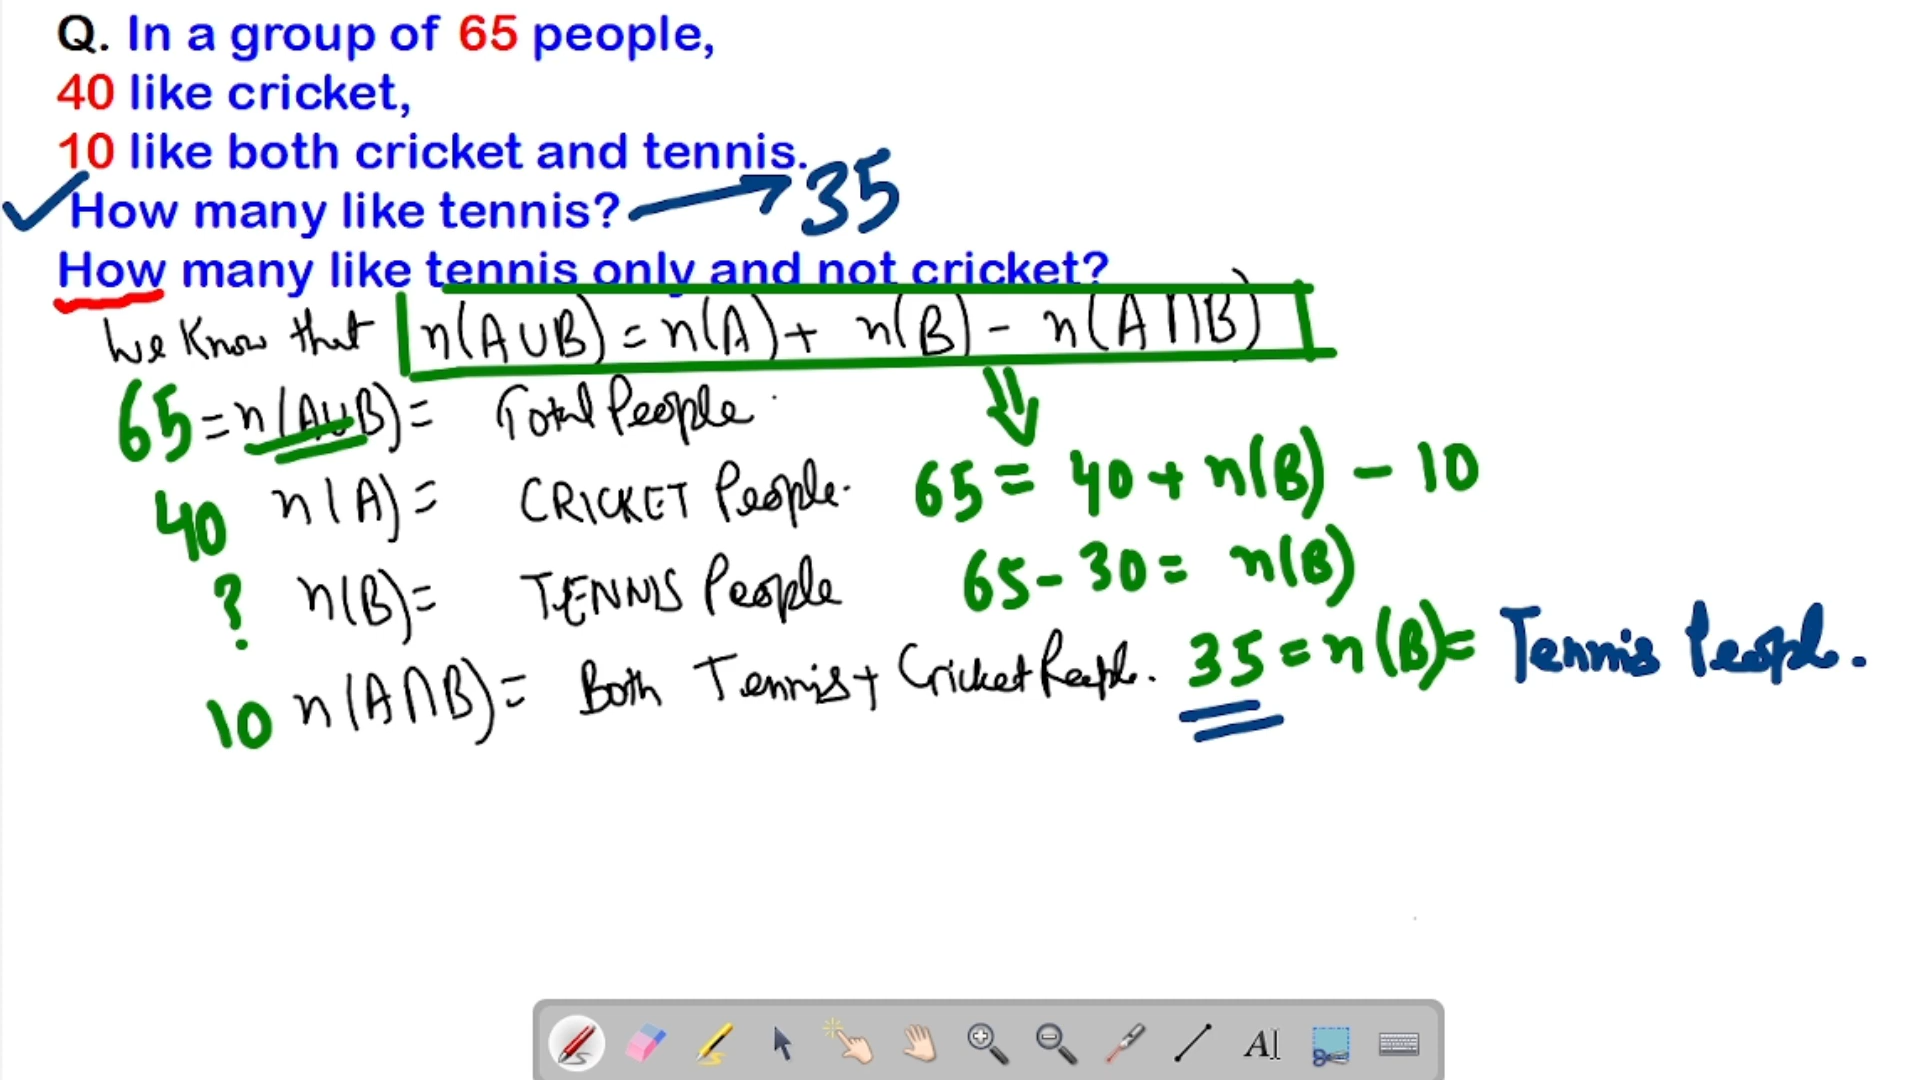 Q. In a group of 65 people,
40 like cricket,
10 like both cricket and tennis.
How many like tennis? 35
How many like tennis only and not cricket?
We Know that n(A∪B) = n(A) + n(B) - n(A∩B)
65 = n(A∪B) = Total People
40 n(A) = CRICKET People.
65 = 40 + n(B) - 10
? n(B) = TENNIS People
65 - 30 = n(B)
10 n(A∩B) = Both Tennis + Cricket People.
35 = n(B) = Tennis People.
AI